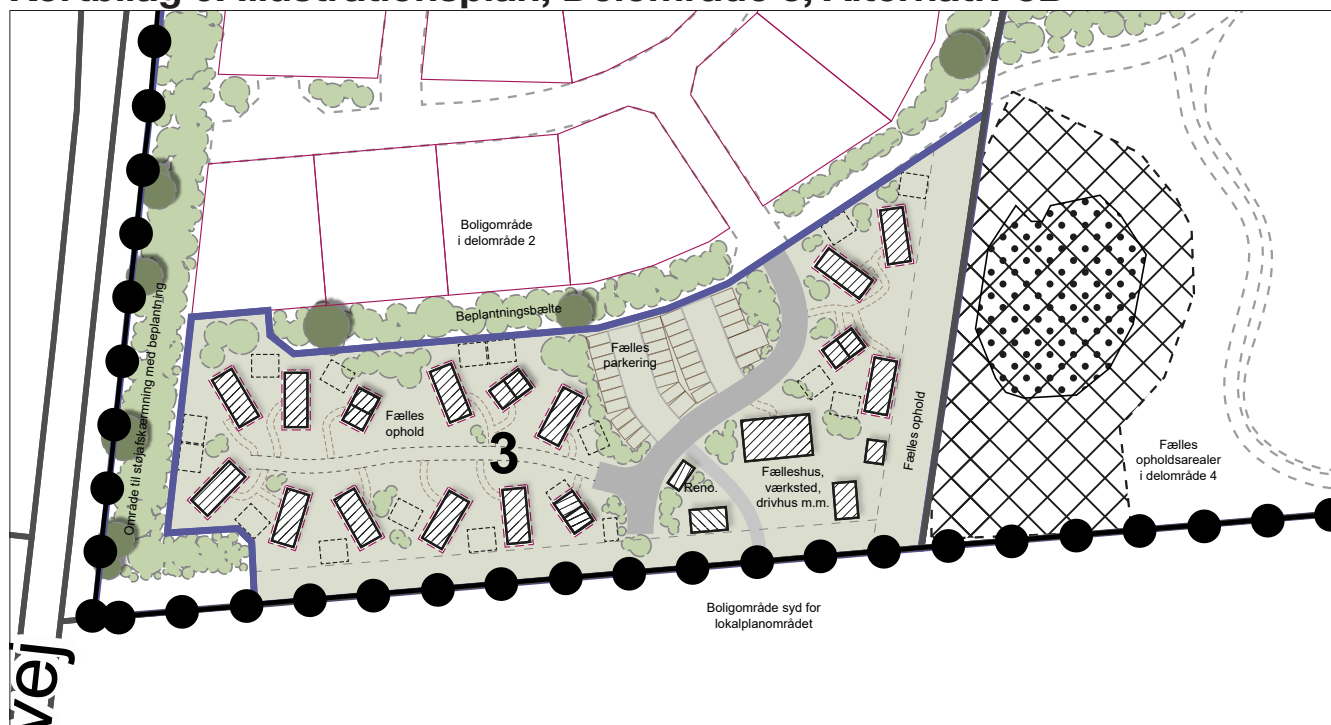 Boligområde
i delområde 2
Beplantningsbælte
Område til støjafskærmning med beplantning
Fælles
parkering
Fælles
ophold
3
Reno.
Fælleshus,
værksted,
drivhus m.m.
Fælles ophold
Fælles
opholdsarealer
i delområde 4
Boligområde syd for
lokalplanområdet
vej